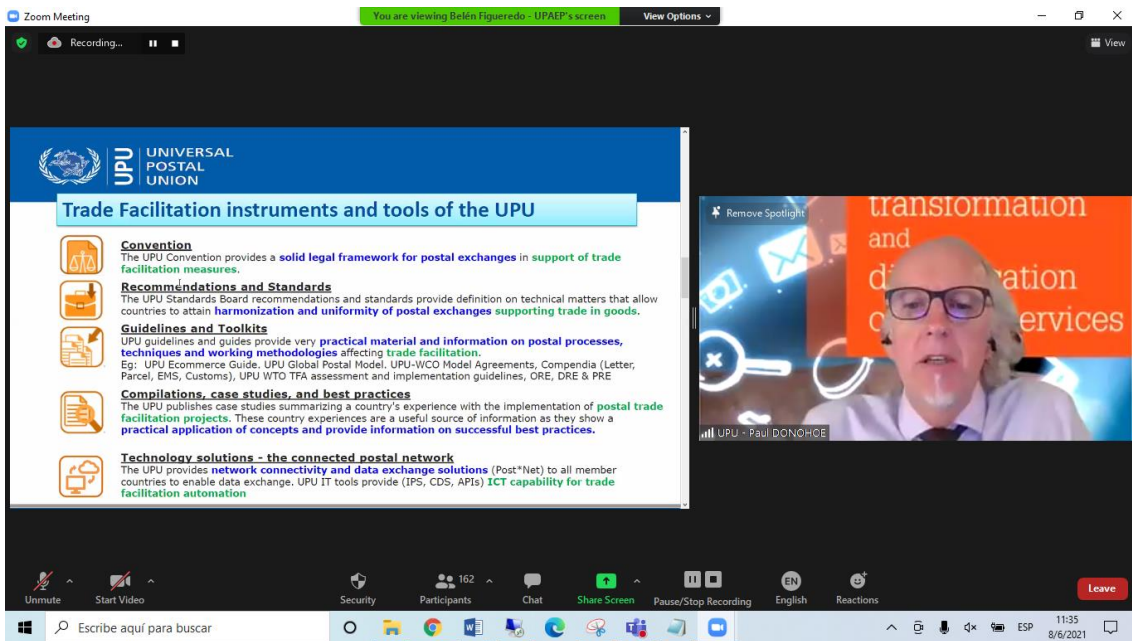 Zoom Meeting
You are viewing Belén Figueredo - UPAEP's screen
View Options
Recording...
View
UPU
UNIVERSAL
POSTAL
UNION
Trade Facilitation instruments and tools of the UPU
Convention
The UPU Convention provides a solid legal framework for postal exchanges in support of trade
facilitation measures.
Recommendations and Standards
The UPU Standards Board recommendations and standards provide definition on technical matters that allow
countries to attain harmonization and uniformity of postal exchanges supporting trade in goods.
Guidelines and Toolkits
UPU guidelines and guides provide very practical material and information on postal processes,
techniques and working methodologies affecting trade facilitation.
Eg: UPU Ecommerce Guide. UPU Global Postal Model. UPU-WCO Model Agreements, Compendia (Letter,
Parcel, EMS, Customs), UPU WTO TFA assessment and implementation guidelines, ORE, DRE & PRE
Compilations, case studies, and best practices
The UPU publishes case studies summarizing a country's experience with the implementation of postal trade
facilitation projects. These country experiences are a useful source of information as they show a
practical application of concepts and provide information on successful best practices.
Technology solutions - the connected postal network
The UPU provides network connectivity and data exchange solutions (Post*Net) to all member
countries to enable data exchange. UPU IT tools provide (IPS, CDS, APIs) ICT capability for trade
facilitation automation
Remove Spotlight
transformation
and
UPU - Paul DONOHOE
Unmute
Start Video
Security
162
Participants
Chat
Share Screen
Pause/Stop Recording
EN
English
Reactions
Leave
Escribe aquí para buscar
ESP
11:35
8/6/2021